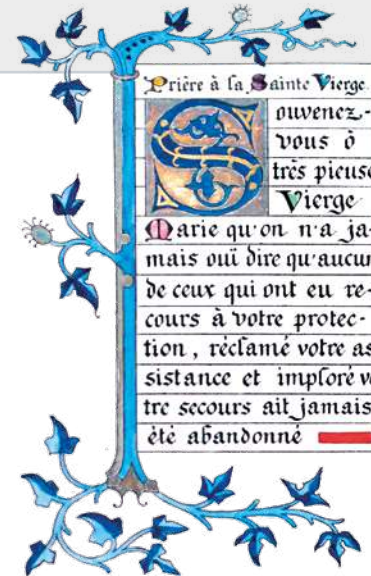 Prière à la Sainte Vierge
Souvenez-
vous ô
très pieuse
Vierge
Marie qu'on n'a ja-
mais ouï dire qu'aucun
de ceux qui ont eu re-
cours à votre protec-
tion, réclamé votre as
sistance et imploré vo
tre secours ait jamais
été abandonné